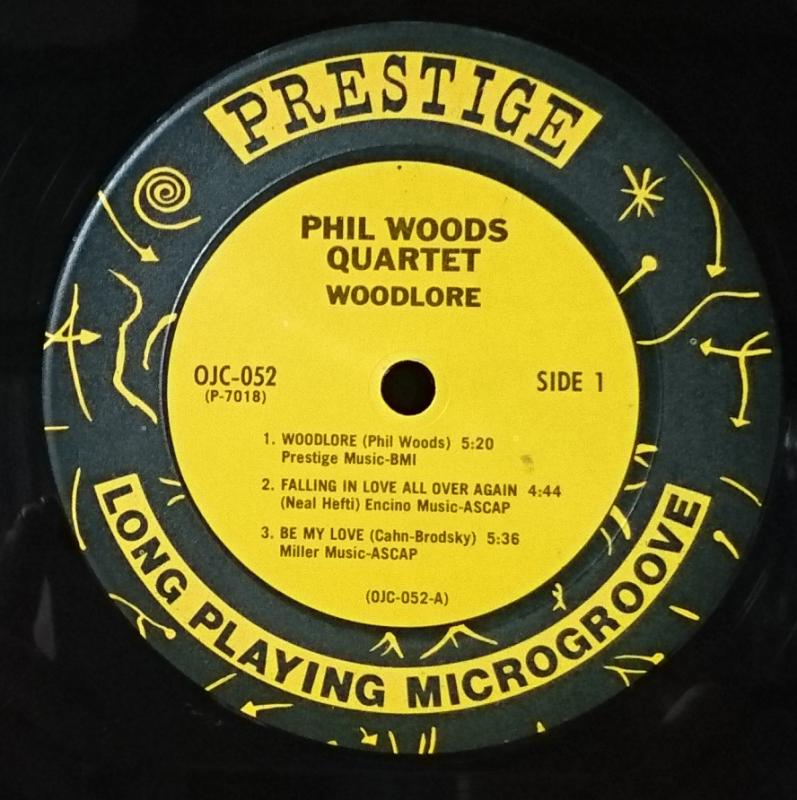 PRESTIGE
PHIL WOODS
QUARTET
WOODLORE
OJC-052
(P-7018)
SIDE 1
1. WOODLORE (Phil Woods) 5:20
Prestige Music-BMI
2. FALLING IN LOVE ALL OVER AGAIN 4:44
(Neal Hefti) Encino Music-ASCAP
3. BE MY LOVE (Cahn-Brodsky) 5:36
Miller Music-ASCAP
(OJC-052-A)
LONG PLAYING MICROGROOVE